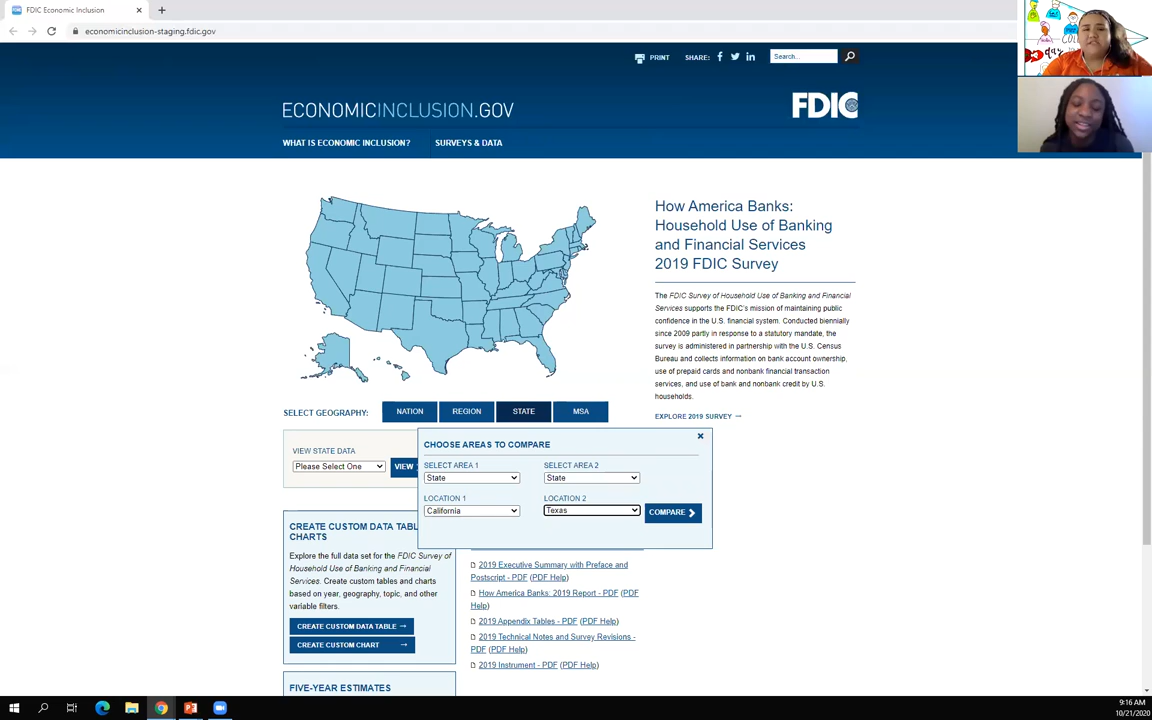 FDIC Economic Inclusion
economicinclusion-staging.fdic.gov
PRINT
SHARE:
Search...
ECONOMICINCLUSION.GOV
FDIC
WHAT IS ECONOMIC INCLUSION?
SURVEYS & DATA
How America Banks:
Household Use of Banking
and Financial Services
2019 FDIC Survey
The FDIC Survey of Household Use of Banking and Financial
Services supports the FDIC's mission of maintaining public
confidence in the U.S. financial system. Conducted biennially
since 2009 partly in response to a statutory mandate, the
survey is administered in partnership with the U.S. Census
Bureau and collects information on bank account ownership,
use of prepaid cards and nonbank financial transaction
services, and use of bank and nonbank credit by U.S.
households.
EXPLORE 2019 SURVEY →
SELECT GEOGRAPHY:
NATION
REGION
STATE
MSA
VIEW STATE DATA
Please Select One
VIEW
CHOOSE AREAS TO COMPARE
SELECT AREA 1
SELECT AREA 2
State
State
LOCATION 1
LOCATION 2
California
Texas
COMPARE
CREATE CUSTOM DATA TABL
CHARTS
Explore the full data set for the FDIC Survey of
Household Use of Banking and Financial
Services. Create custom tables and charts
based on year, geography, topic, and other
variable filters.
CREATE CUSTOM DATA TABLE →
CREATE CUSTOM CHART →
2019 Executive Summary with Preface and
Postscript - PDF (PDF Help)
How America Banks: 2019 Report - PDF (PDF
Help)
2019 Appendix Tables - PDF (PDF Help)
2019 Technical Notes and Survey Revisions -
PDF (PDF Help)
2019 Instrument - PDF (PDF Help)
FIVE-YEAR ESTIMATES
9:16 AM
10/21/2020